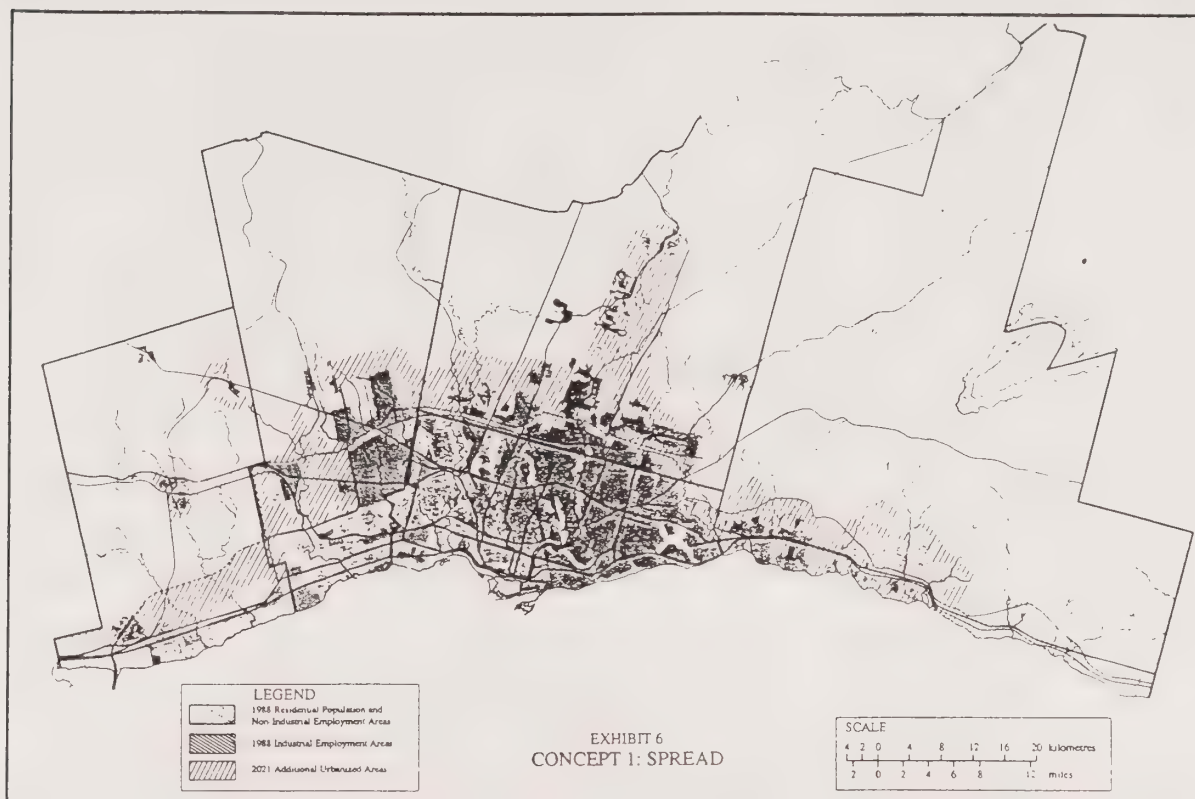 LEGEND
1988 Residential Population and
Non Industrial Employment Areas
1988 Industrial Employment Areas
2021 Additional Urbanized Areas
EXHIBIT 6
CONCEPT 1: SPREAD
SCALE
4 2 0 4 8 12 16 20 kilometres
2 0 2 4 6 8 12 miles